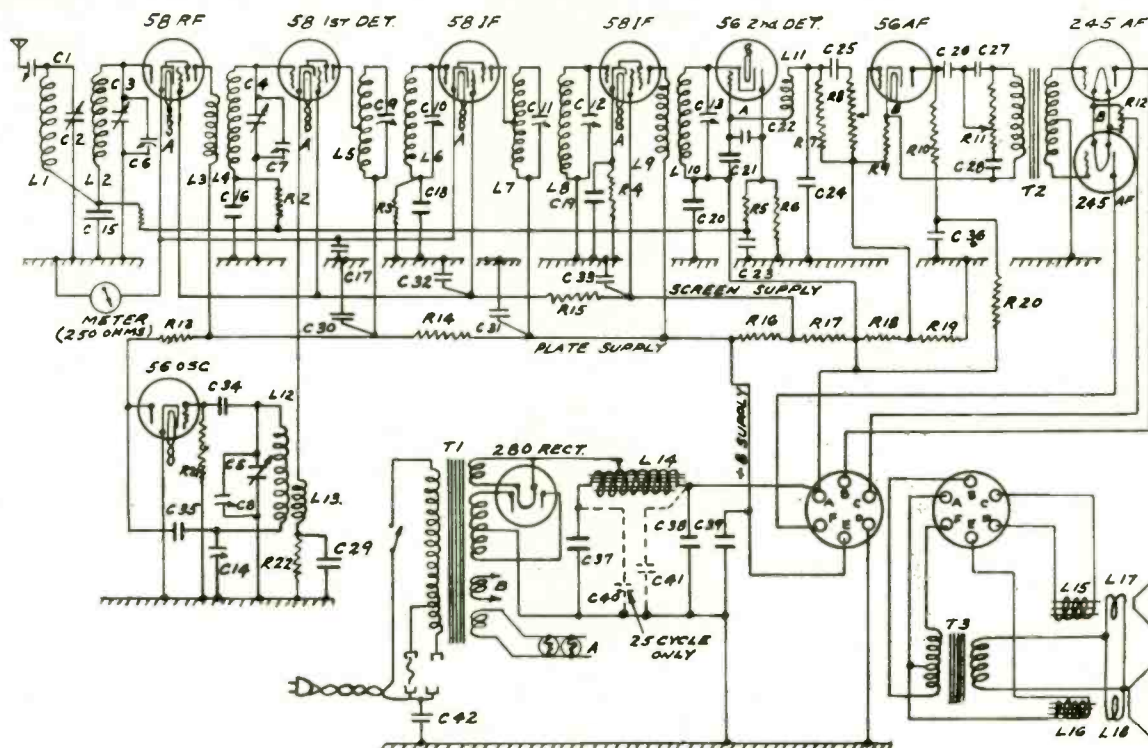 58 RF
58 1ST DET.
58 IF
58 IF
56 2nd DET.
56 AF
245 AF
C1
C3
C4
C9
C10
C11
C12
C13
L11
C25
C26
C27
C2
C6
A
C7
A
A
A
A
C22
R8
B
R11
B
R12
L1
L2
L3
L4
C16
R2
L5
R3
L6
C18
L7
L8
C19
R4
L9
L10
C21
R7
R9
R10
C28
T2
245 AF
C15
C20
R5
R6
C24
C36
C17
C32
C33
C23
METER
(250 OHMS)
R13
C30
R14
C31
R15
SCREEN SUPPLY
PLATE SUPPLY
R16
R17
R18
R19
R20
56 OSC
C34
L12
C5
C8
C35
C14
L13
R22
C29
T1
280 RECT.
L14
B SUPPLY
C37
C38
C39
C40
C41
25 CYCLE
ONLY
B
A
C42
A
B
C
F
E
A
B
C
F
E
T3
L15
L17
L16
L18